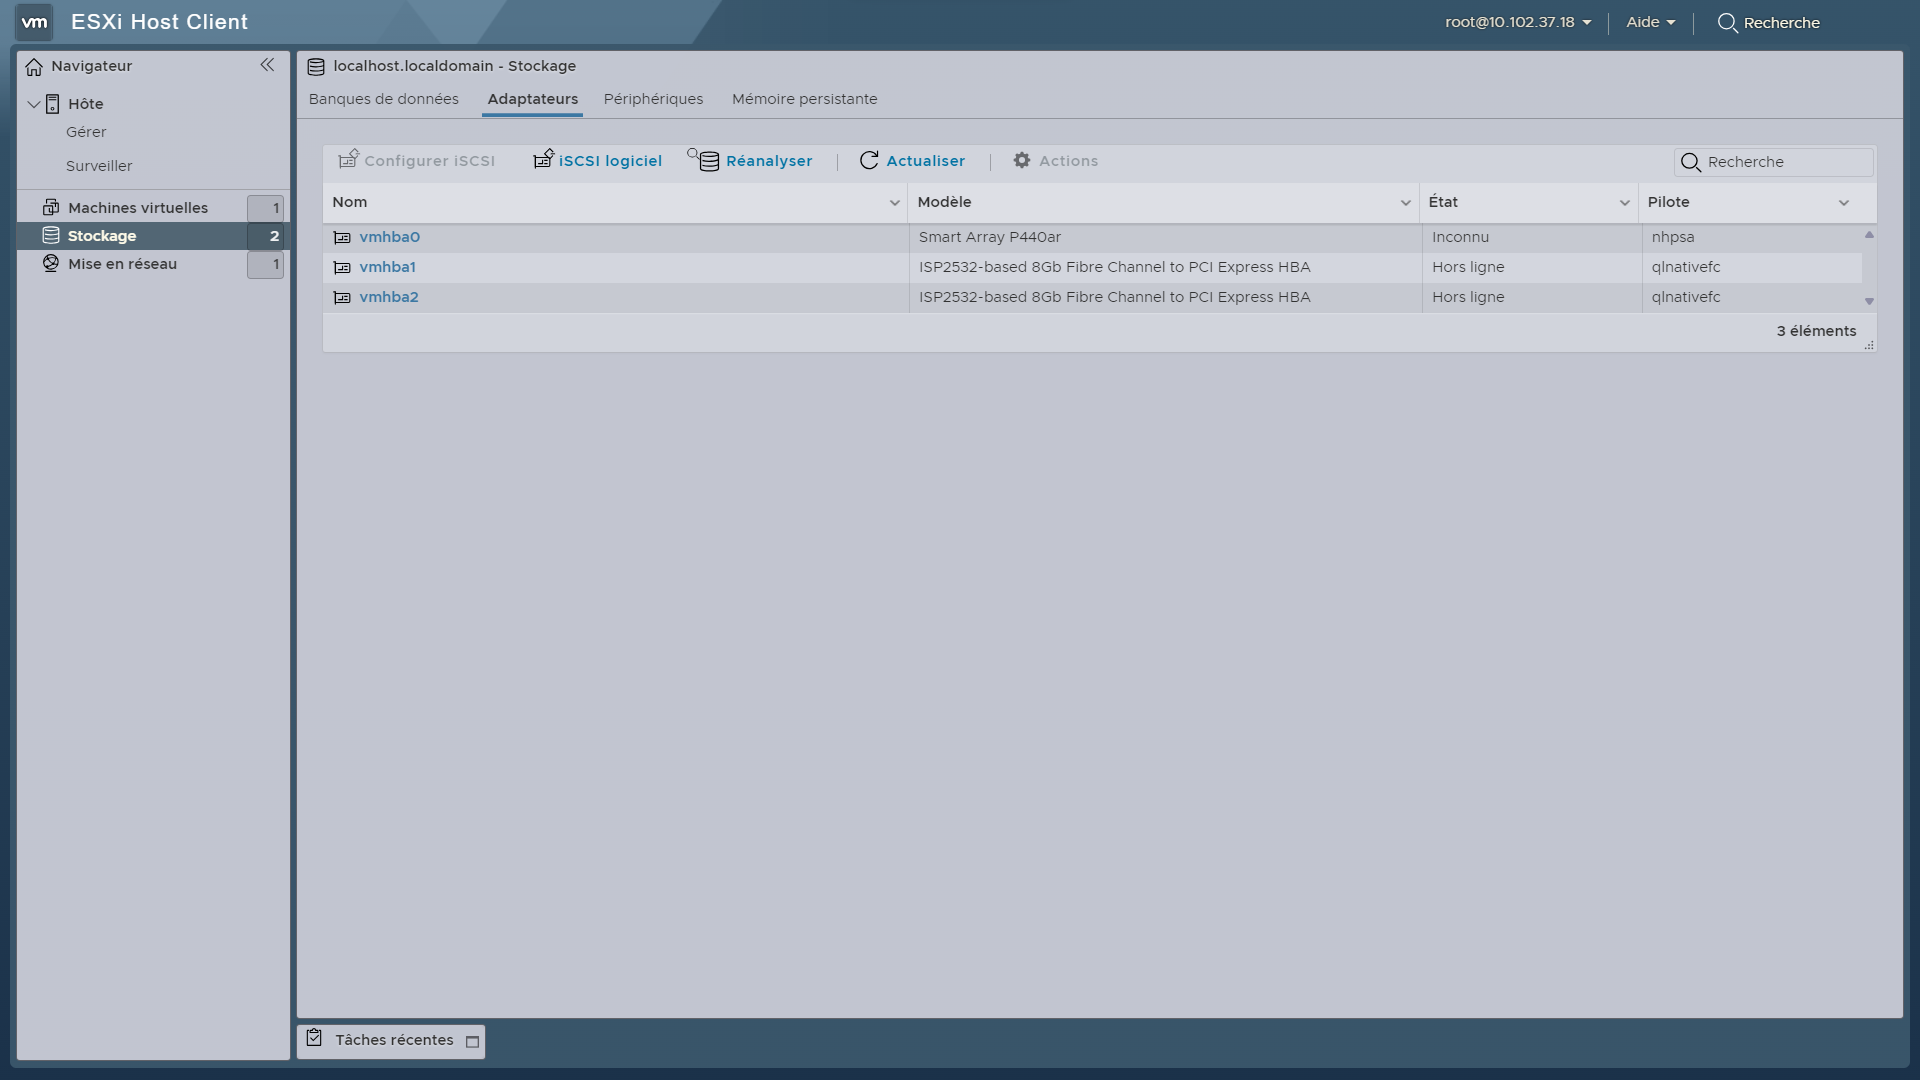 vm ESXi Host Client root@10.102.37.18 Aide Recherche
Navigateur
Hôte
Gérer
Surveiller
Machines virtuelles 1
Stockage 2
Mise en réseau 1
localhost.localdomain - Stockage
Banques de données Adaptateurs Périphériques Mémoire persistante
Configurer iSCSI iSCSI logiciel Réanalyser Actualiser Actions Recherche
Nom Modèle État Pilote
vmhba0 Smart Array P440ar Inconnu nhpsa
vmhba1 ISP2532-based 8Gb Fibre Channel to PCI Express HBA Hors ligne qlnativefc
vmhba2 ISP2532-based 8Gb Fibre Channel to PCI Express HBA Hors ligne qlnativefc
3 éléments
Tâches récentes